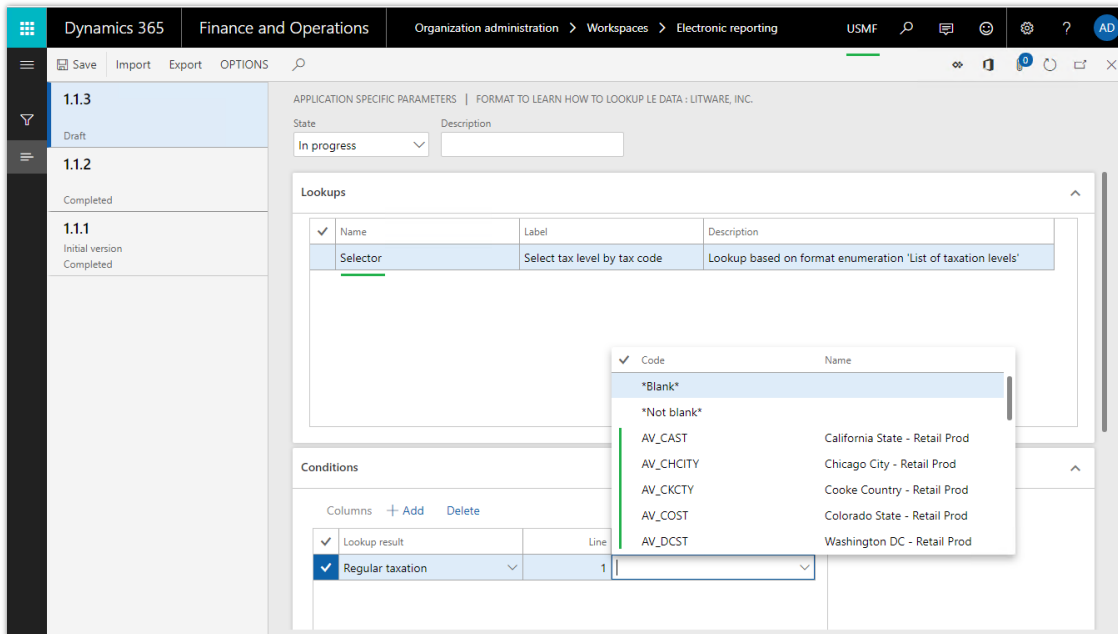 Dynamics 365 Finance and Operations Organization administration > Workspaces > Electronic reporting USMF ? AD
Save Import Export OPTIONS 0
1.1.3
Draft
1.1.2
Completed
1.1.1
Initial version
Completed
APPLICATION SPECIFIC PARAMETERS | FORMAT TO LEARN HOW TO LOOKUP LE DATA : LITWARE, INC.
State Description
In progress
Lookups
Name Label Description
Selector Select tax level by tax code Lookup based on format enumeration 'List of taxation levels'
Code Name
*Blank*
*Not blank*
AV_CAST California State - Retail Prod
AV_CHCITY Chicago City - Retail Prod
AV_CKCTY Cooke Country - Retail Prod
AV_COST Colorado State - Retail Prod
AV_DCST Washington DC - Retail Prod
Conditions
Columns + Add Delete
Lookup result Line
Regular taxation 1